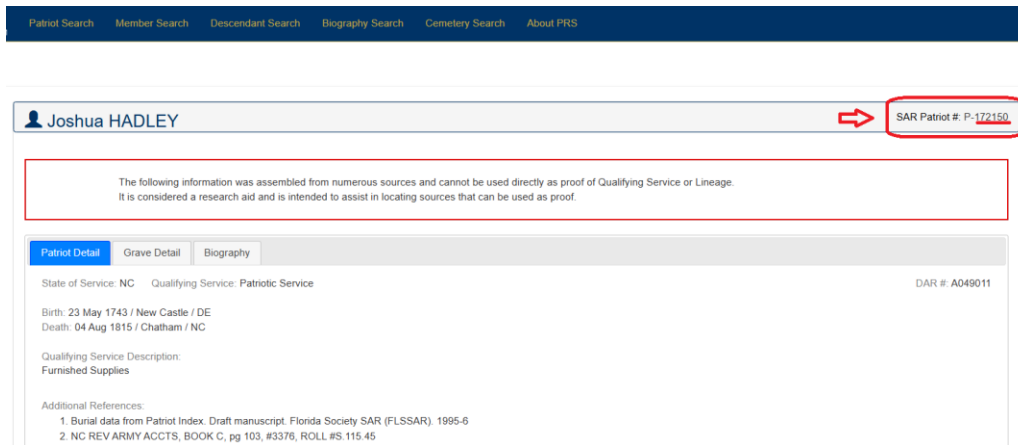 Patriot Search Member Search Descendant Search Biography Search Cemetery Search About PRS
Joshua HADLEY SAR Patriot #: P-172150
The following information was assembled from numerous sources and cannot be used directly as proof of Qualifying Service or Lineage.
It is considered a research aid and is intended to assist in locating sources that can be used as proof.
Patriot Detail Grave Detail Biography
State of Service: NC Qualifying Service: Patriotic Service DAR #: A049011
Birth: 23 May 1743 / New Castle / DE
Death: 04 Aug 1815 / Chatham / NC
Qualifying Service Description:
Furnished Supplies
Additional References:
1. Burial data from Patriot Index. Draft manuscript. Florida Society SAR (FLSSAR). 1995-6
2. NC REV ARMY ACCTS, BOOK C, pg 103, #3376, ROLL #S.115.45